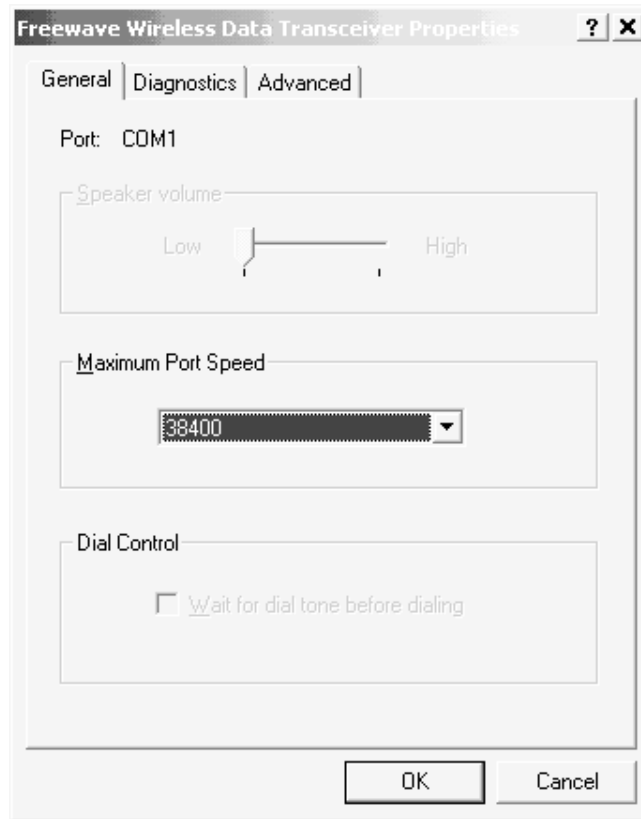 Freewave Wireless Data Transceiver Properties ? X
General Diagnostics Advanced
Port: COM1
Speaker volume
Low High
Maximum Port Speed
38400
Dial Control
Wait for dial tone before dialing
OK Cancel